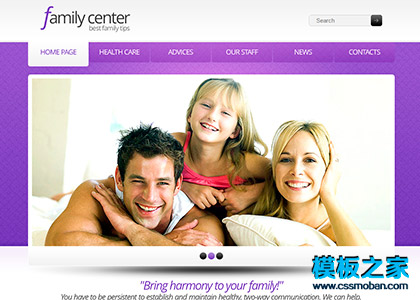 family center
best family tips
Search
HOME PAGE HEALTH CARE ADVICES OUR STAFF NEWS CONTACTS
模板之家
www.cssmoban.com
"Bring harmony to your family!"
You have to be persistent to establish and maintain healthy, two-way communication. We can help.